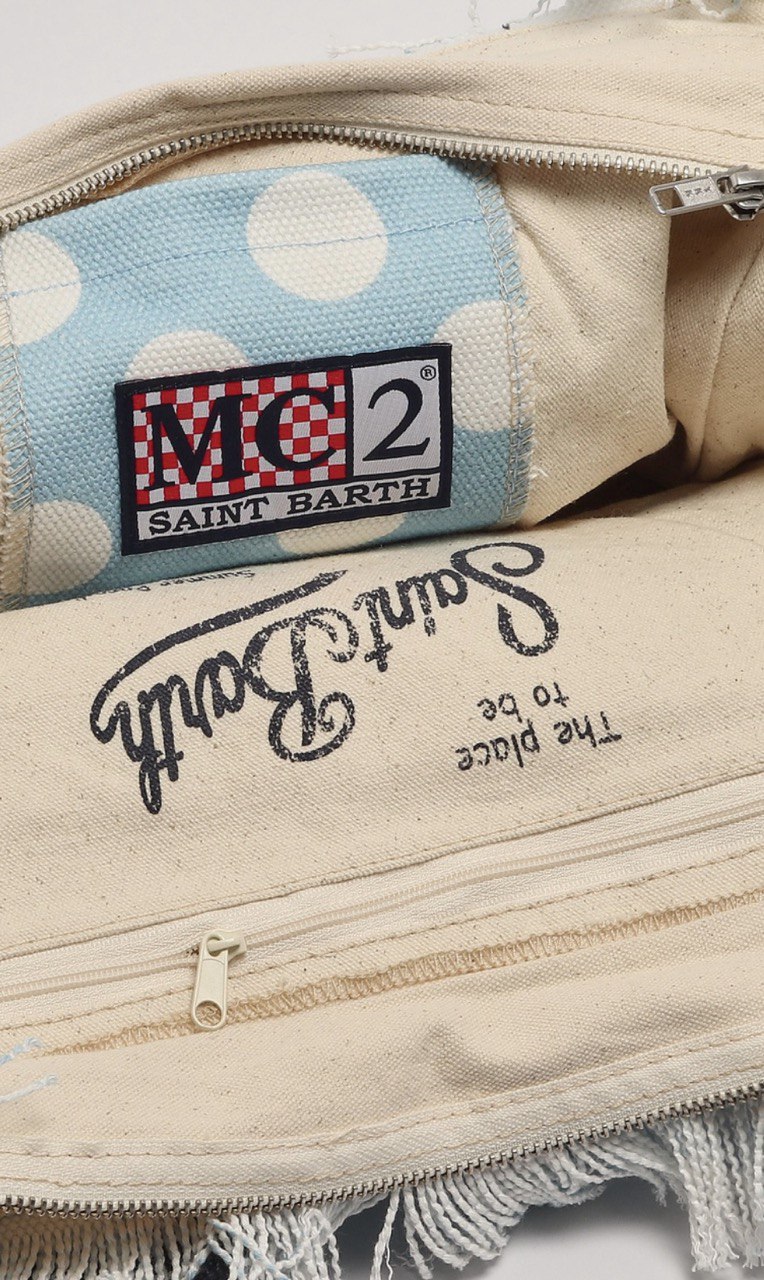 MC2®
SAINT BARTH
Saint
Barth
The place
to be